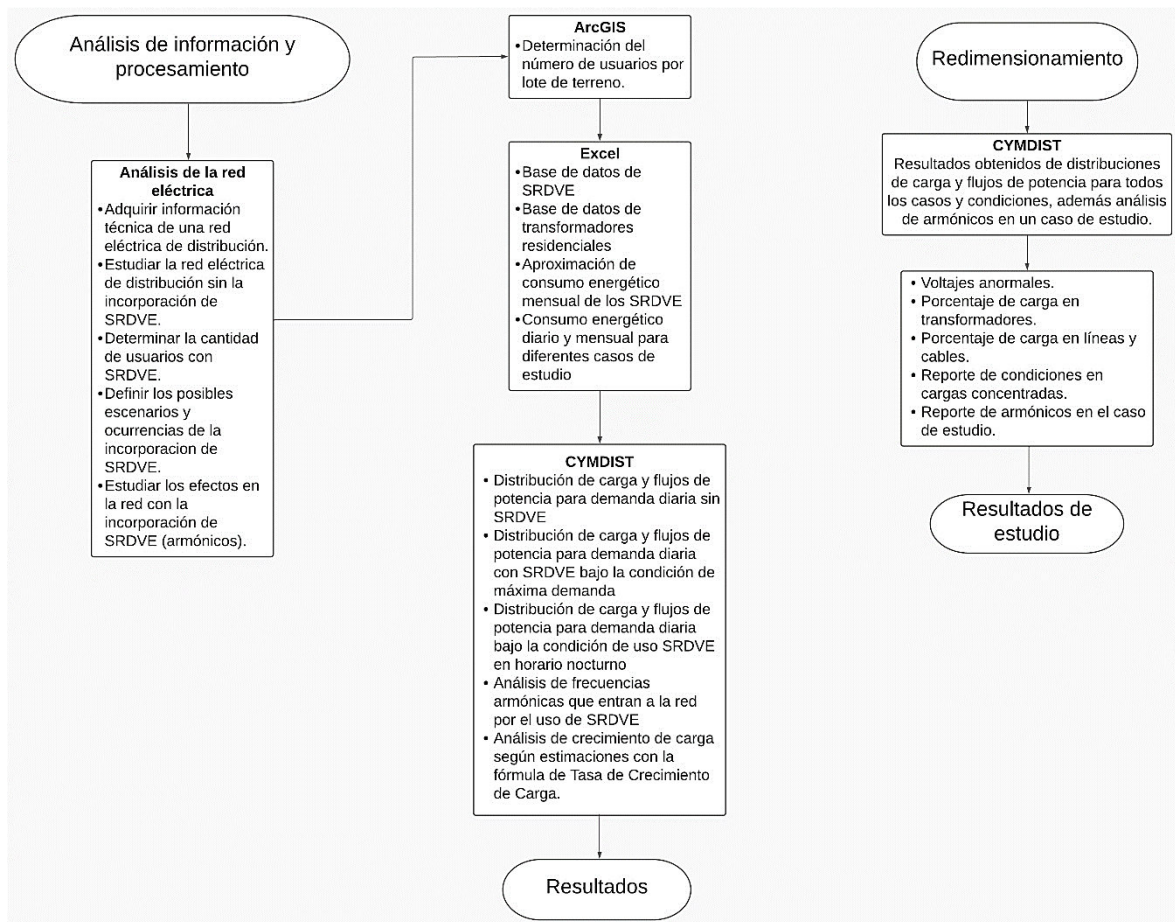 Análisis de información y
procesamiento
Análisis de la red
eléctrica
•Adquirir información
técnica de una red
eléctrica de distribución.
•Estudiar la red eléctrica
de distribución sin la
incorporación de
SRDVE.
•Determinar la cantidad
de usuarios con
SRDVE.
•Definir los posibles
escenarios y
ocurrencias de la
incorporacion de
SRDVE.
•Estudiar los efectos en
la red con la
incorporación de
SRDVE (armónicos).
ArcGIS
•Determinación del
número de usuarios por
lote de terreno.
Excel
•Base de datos de
SRDVE
•Base de datos de
transformadores
residenciales
•Aproximación de
consumo energético
mensual de los SRDVE
•Consumo energético
diario y mensual para
diferentes casos de
estudio
CYMDIST
• Distribución de carga y flujos de
potencia para demanda diaria sin
SRDVE
• Distribución de carga y flujos de
potencia para demanda diaria
con SRDVE bajo la condición de
máxima demanda
• Distribución de carga y flujos de
potencia para demanda diaria
bajo la condición de uso SRDVE
en horario nocturno
• Análisis de frecuencias
armónicas que entran a la red
por el uso de SRDVE
• Análisis de crecimiento de carga
según estimaciones con la
fórmula de Tasa de Crecimiento
de Carga.
Resultados
Redimensionamiento
CYMDIST
Resultados obtenidos de distribuciones
de carga y flujos de potencia para todos
los casos y condiciones, además análisis
de armónicos en un caso de estudio.
• Voltajes anormales.
• Porcentaje de carga en
transformadores.
• Porcentaje de carga en líneas y
cables.
• Reporte de condiciones en
cargas concentradas.
• Reporte de armónicos en el caso
de estudio.
Resultados de
estudio